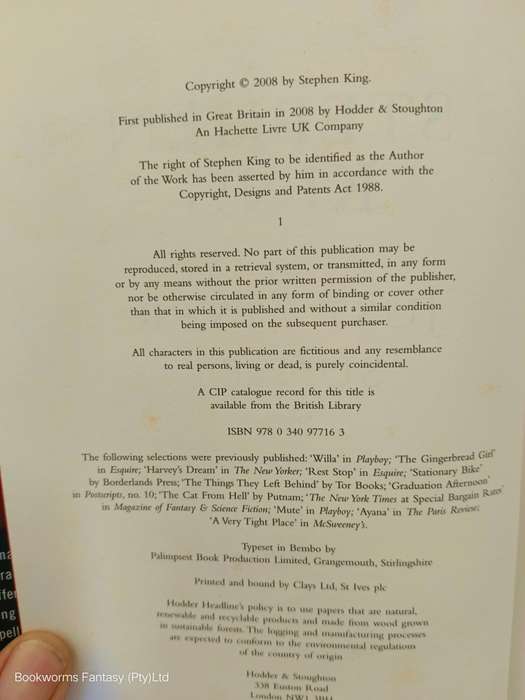 Copyright © 2008 by Stephen King.
First published in Great Britain in 2008 by Hodder & Stoughton
An Hachette Livre UK Company
The right of Stephen King to be identified as the Author
of the Work has been asserted by him in accordance with the
Copyright, Designs and Patents Act 1988.
1
All rights reserved. No part of this publication may be
reproduced, stored in a retrieval system, or transmitted, in any form
or by any means without the prior written permission of the publisher,
nor be otherwise circulated in any form of binding or cover other
than that in which it is published and without a similar condition
being imposed on the subsequent purchaser.
All characters in this publication are fictitious and any resemblance
to real persons, living or dead, is purely coincidental.
A CIP catalogue record for this title is
available from the British Library
ISBN 978 0 340 97716 3
The following selections were previously published: 'Willa' in Playboy; 'The Gingerbread Girl'
in Esquire; 'Harvey's Dream' in The New Yorker; 'Rest Stop' in Esquire; 'Stationary Bike'
by Borderlands Press; 'The Things They Left Behind' by Tor Books; 'Graduation Afternoon'
in Postscripts, no. 10; 'The Cat From Hell' by Putnam; 'The New York Times at Special Bargain Rates'
in Magazine of Fantasy & Science Fiction; 'Mute' in Playboy; 'Ayana' in The Paris Review;
'A Very Tight Place' in McSweeney's.
Typeset in Bembo by
Palimpsest Book Production Limited, Grangemouth, Stirlingshire
Printed and bound by Clays Ltd, St Ives plc
Hodder Headline's policy is to use papers that are natural,
renewable and recyclable products and made from wood grown
in sustainable forests. The logging and manufacturing processes
are expected to conform to the environmental regulations
of the country of origin
Hodder & Stoughton
338 Euston Road
London NW1 3BH
na
ra
ffer
ng
pell
Bookworms Fantasy (Pty)Ltd